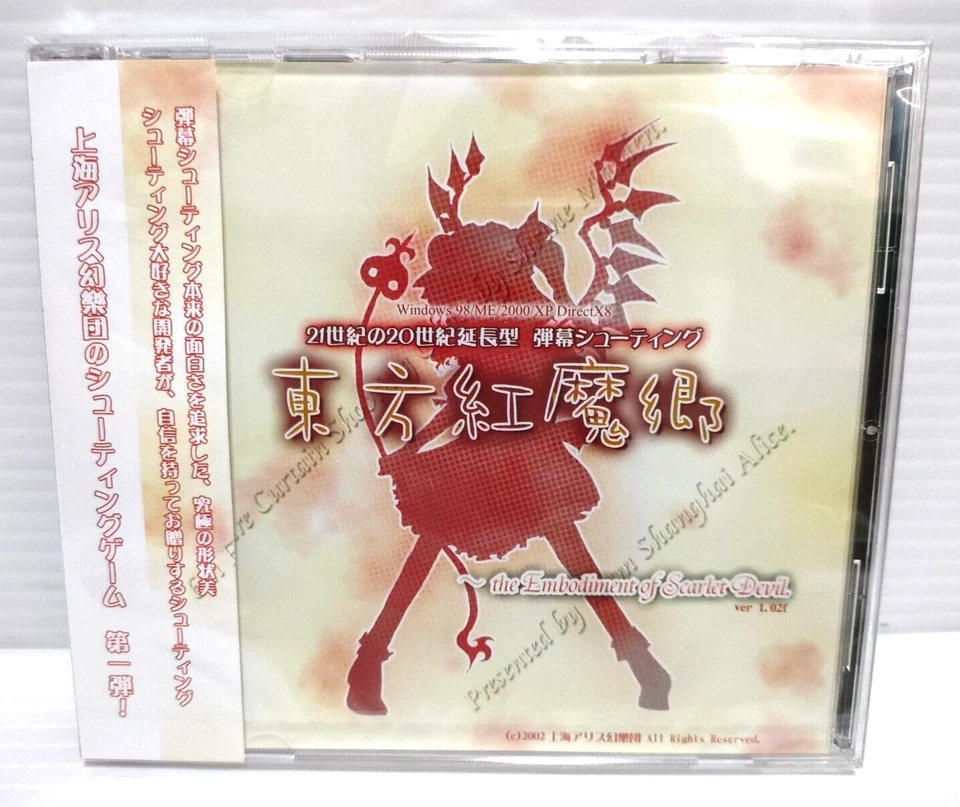 弾幕シューティング本来の面白さを追求した、究極の形状美
シューティング大好きな開発者が、自信を持ってお贈りするシューティング
上海アリス幻樂団のシューティングゲーム 第一弾!
Windows 98/ME/2000/XP DirectX8
21世紀の20世紀延長型 弾幕シューティング
東方紅魔郷
~ the Embodiment of Scarlet Devil.
ver 1.02f
Curtain
Presented by
Shanghai Alice.
(c)2002 上海アリス幻樂団 All Rights Reserved.